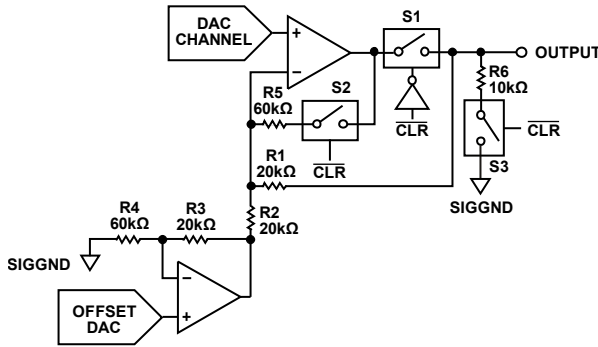 DAC
CHANNEL
+
−
S1
OUTPUT
R6
10kΩ
R5
60kΩ
S2
CLR
CLR
CLR
S3
R1
20kΩ
SIGGND
R4
60kΩ
R3
20kΩ
R2
20kΩ
SIGGND
−
+
OFFSET
DAC